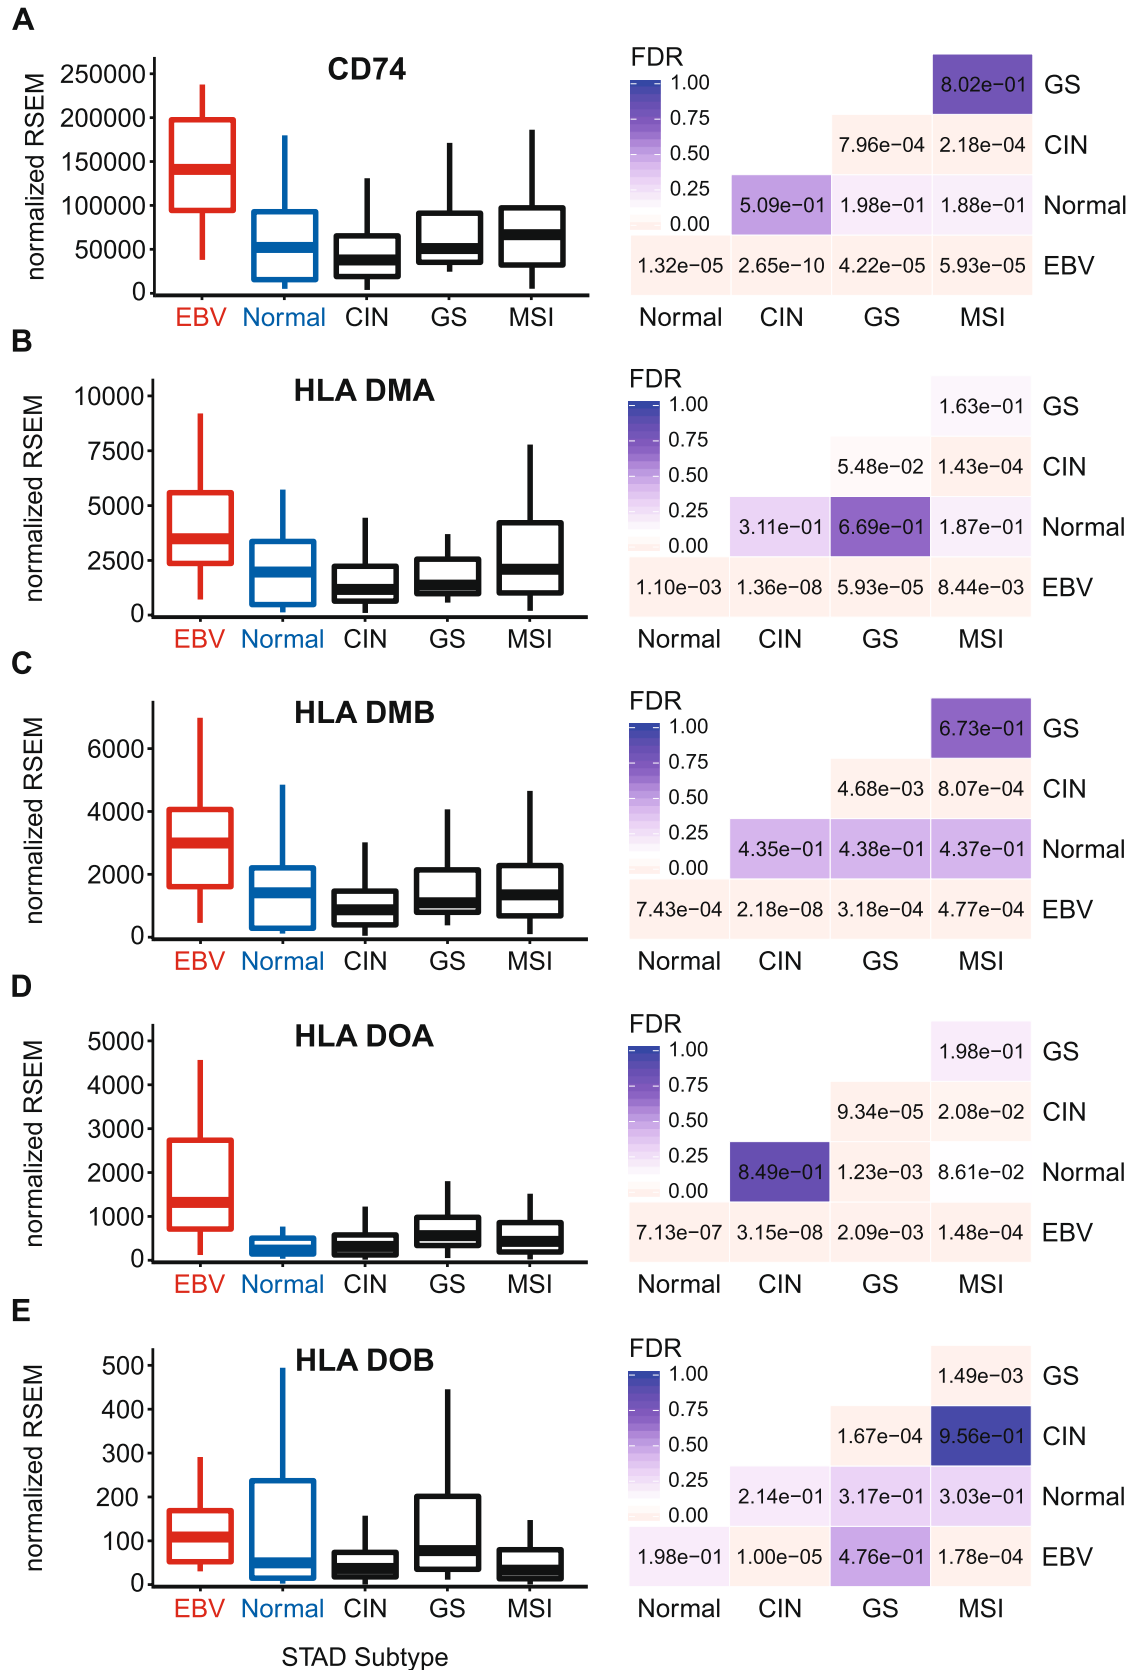 A
CD74
normalized RSEM
250000
200000
150000
100000
50000
0
EBV Normal CIN GS MSI
FDR
1.00
0.75
0.50
0.25
0.00
8.02e−01 GS
7.96e−04 2.18e−04 CIN
5.09e−01 1.98e−01 1.88e−01 Normal
1.32e−05 2.65e−10 4.22e−05 5.93e−05 EBV
Normal CIN GS MSI
B
HLA DMA
normalized RSEM
10000
7500
5000
2500
0
EBV Normal CIN GS MSI
FDR
1.00
0.75
0.50
0.25
0.00
1.63e−01 GS
5.48e−02 1.43e−04 CIN
3.11e−01 6.69e−01 1.87e−01 Normal
1.10e−03 1.36e−08 5.93e−05 8.44e−03 EBV
Normal CIN GS MSI
C
HLA DMB
normalized RSEM
6000
4000
2000
0
EBV Normal CIN GS MSI
FDR
1.00
0.75
0.50
0.25
0.00
6.73e−01 GS
4.68e−03 8.07e−04 CIN
4.35e−01 4.38e−01 4.37e−01 Normal
7.43e−04 2.18e−08 3.18e−04 4.77e−04 EBV
Normal CIN GS MSI
D
HLA DOA
normalized RSEM
5000
4000
3000
2000
1000
0
EBV Normal CIN GS MSI
FDR
1.00
0.75
0.50
0.25
0.00
1.98e−01 GS
9.34e−05 2.08e−02 CIN
8.49e−01 1.23e−03 8.61e−02 Normal
7.13e−07 3.15e−08 2.09e−03 1.48e−04 EBV
Normal CIN GS MSI
E
HLA DOB
normalized RSEM
500
400
300
200
100
0
EBV Normal CIN GS MSI
STAD Subtype
FDR
1.00
0.75
0.50
0.25
0.00
1.49e−03 GS
1.67e−04 9.56e−01 CIN
2.14e−01 3.17e−01 3.03e−01 Normal
1.98e−01 1.00e−05 4.76e−01 1.78e−04 EBV
Normal CIN GS MSI